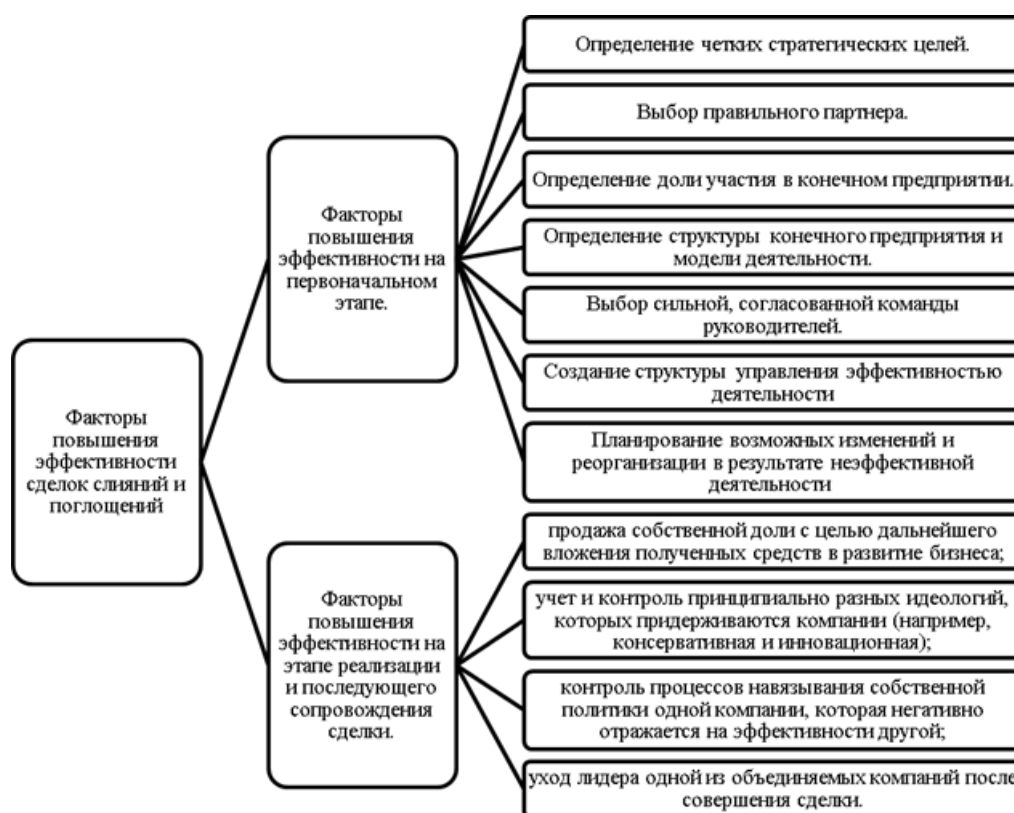 Факторы
повышения
эффективности
сделок слияний и
поглощений
Факторы
повышения
эффективности на
первоначальном
этапе.
Определение четких стратегических целей.
Выбор правильного партнера.
Определение доли участия в конечном предприятии.
Определение структуры конечного предприятия и
модели деятельности.
Выбор сильной, согласованной команды
руководителей.
Создание структуры управления эффективностью
деятельности
Планирование возможных изменений и
реорганизации в результате неэффективной
деятельности
Факторы
повышения
эффективности на
этапе реализации
и последующего
сопровождения
сделки.
продажа собственной доли с целью дальнейшего
вложения полученных средств в развитие бизнеса;
учет и контроль принципиально разных идеологий,
которых придерживаются компании (например,
консервативная и инновационная);
контроль процессов навязывания собственной
политики одной компании, которая негативно
отражается на эффективности другой;
уход лидера одной из объединяемых компаний после
совершения сделки.